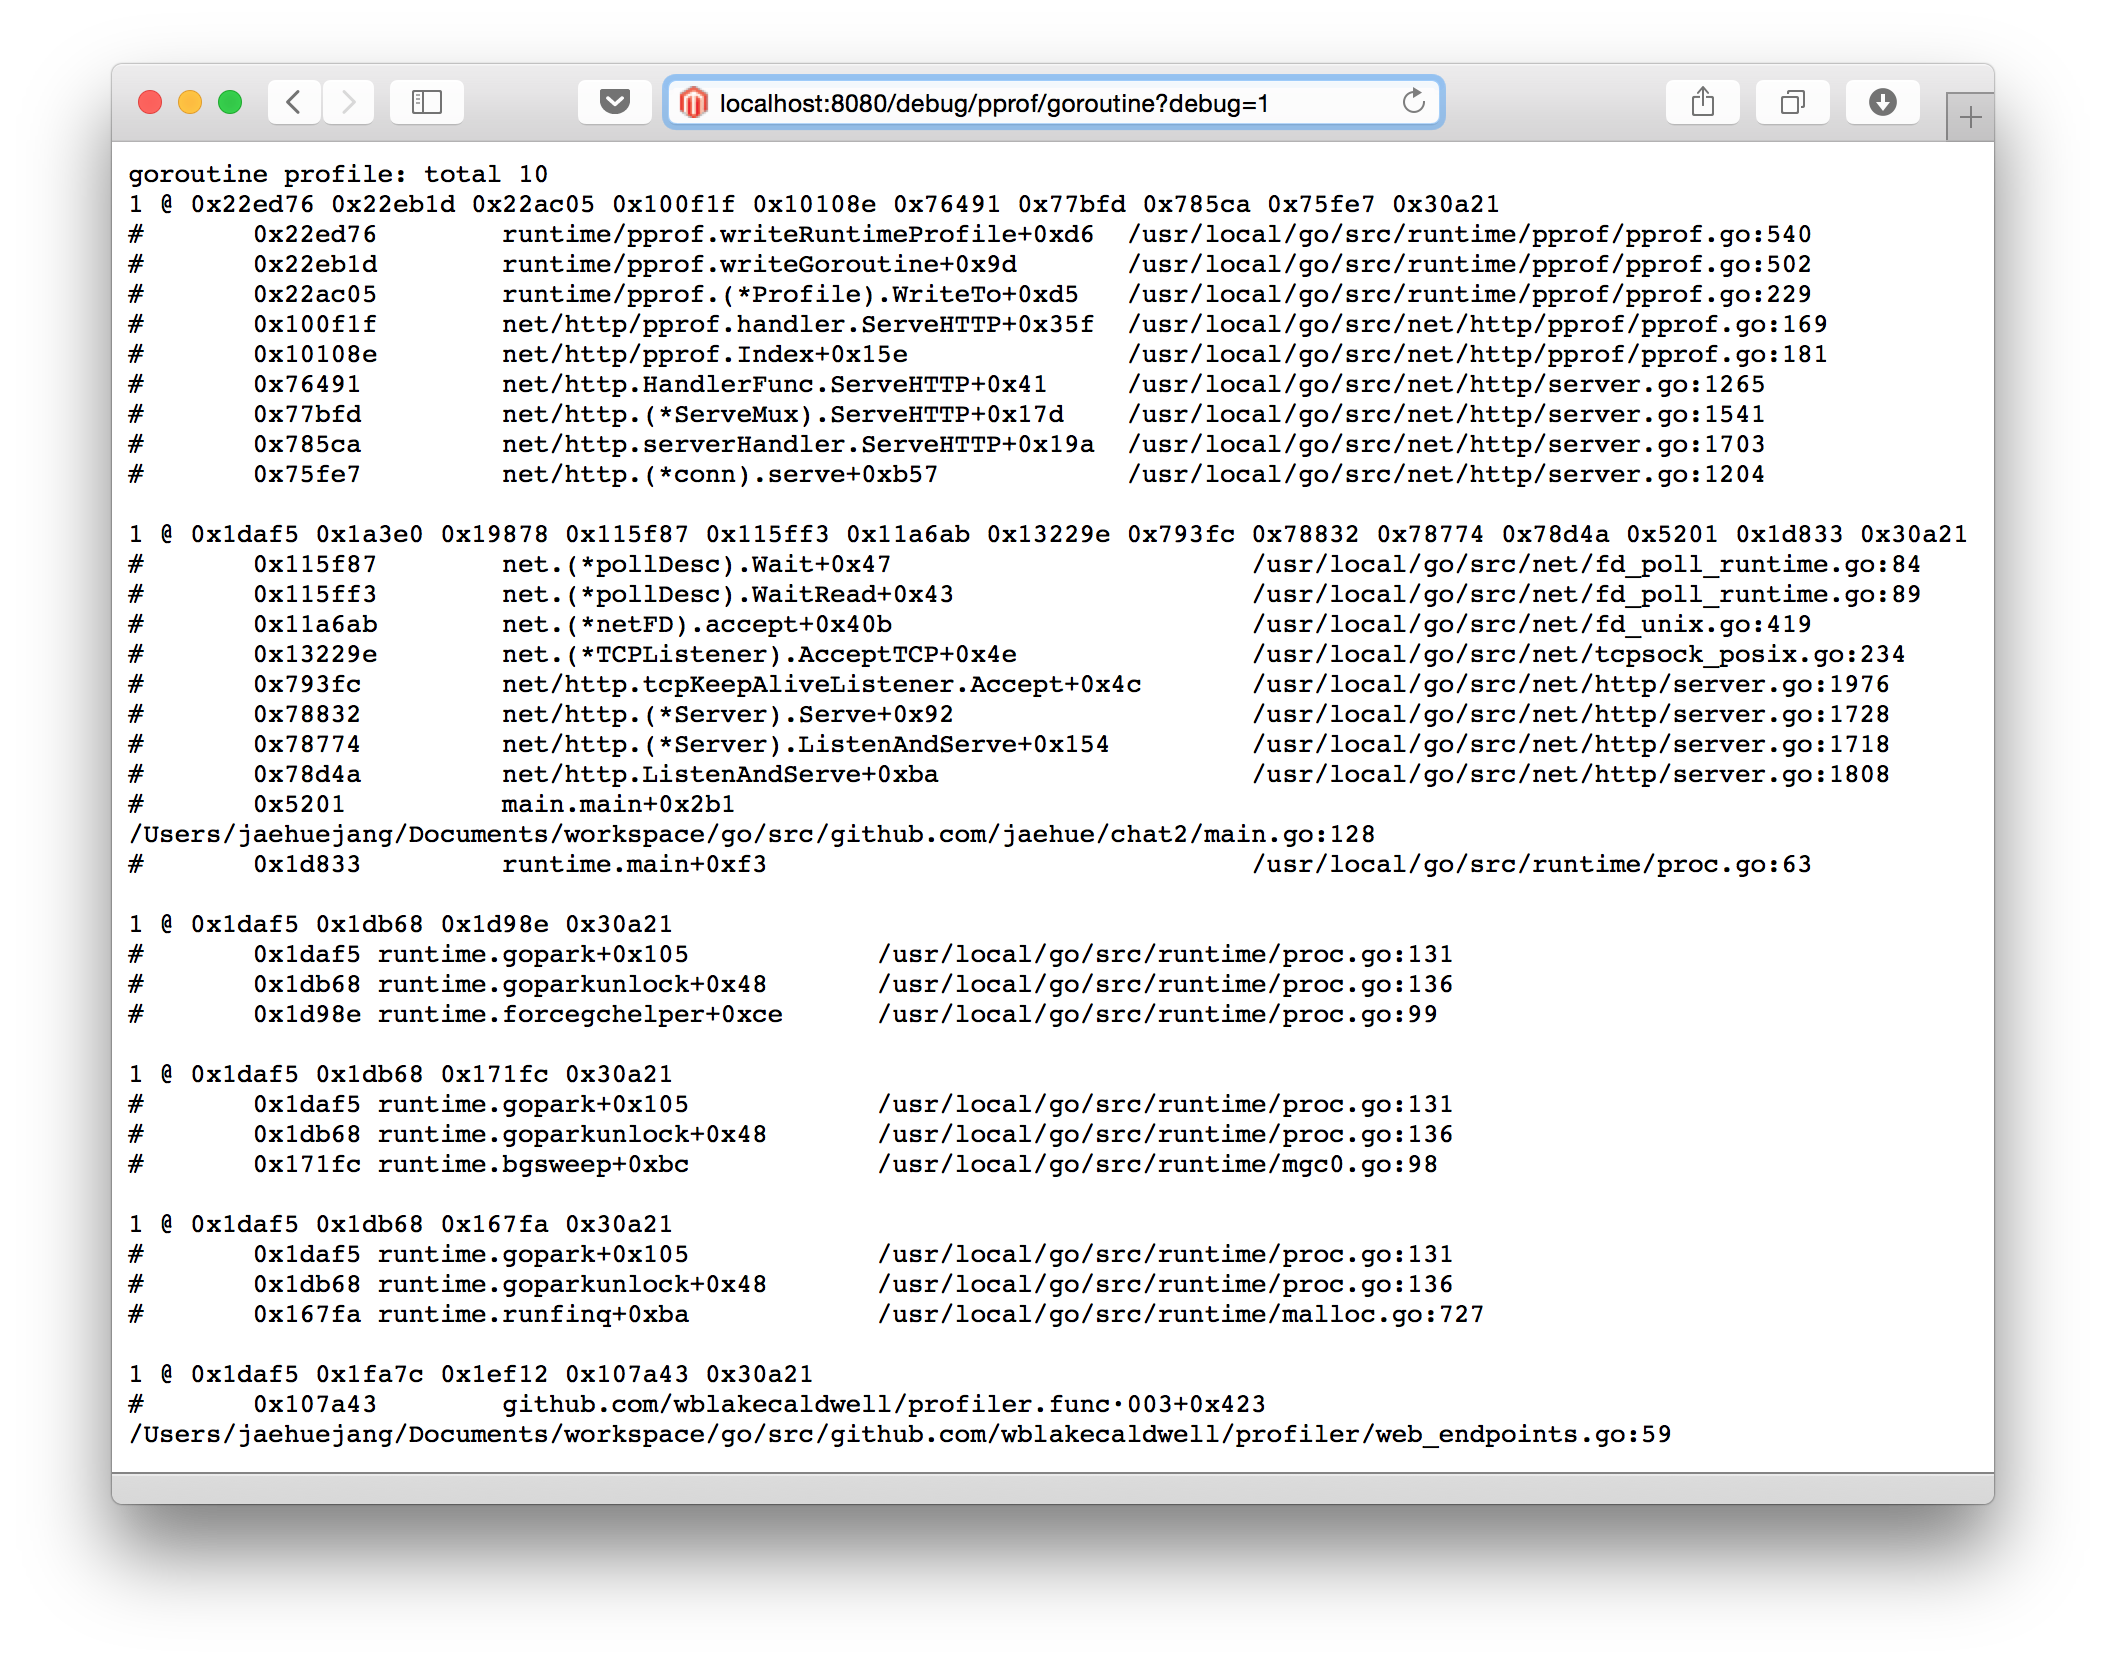 localhost:8080/debug/pprof/goroutine?debug=1
goroutine profile: total 10
1 @ 0x22ed76 0x22eb1d 0x22ac05 0x100f1f 0x10108e 0x76491 0x77bfd 0x785ca 0x75fe7 0x30a21
# 0x22ed76 runtime/pprof.writeRuntimeProfile+0xd6 /usr/local/go/src/runtime/pprof/pprof.go:540
# 0x22eb1d runtime/pprof.writeGoroutine+0x9d /usr/local/go/src/runtime/pprof/pprof.go:502
# 0x22ac05 runtime/pprof.(*Profile).WriteTo+0xd5 /usr/local/go/src/runtime/pprof/pprof.go:229
# 0x100f1f net/http/pprof.handler.ServeHTTP+0x35f /usr/local/go/src/net/http/pprof/pprof.go:169
# 0x10108e net/http/pprof.Index+0x15e /usr/local/go/src/net/http/pprof/pprof.go:181
# 0x76491 net/http.HandlerFunc.ServeHTTP+0x41 /usr/local/go/src/net/http/server.go:1265
# 0x77bfd net/http.(*ServeMux).ServeHTTP+0x17d /usr/local/go/src/net/http/server.go:1541
# 0x785ca net/http.serverHandler.ServeHTTP+0x19a /usr/local/go/src/net/http/server.go:1703
# 0x75fe7 net/http.(*conn).serve+0xb57 /usr/local/go/src/net/http/server.go:1204
1 @ 0x1daf5 0x1a3e0 0x19878 0x115f87 0x115ff3 0x11a6ab 0x13229e 0x793fc 0x78832 0x78774 0x78d4a 0x5201 0x1d833 0x30a21
# 0x115f87 net.(*pollDesc).Wait+0x47 /usr/local/go/src/net/fd_poll_runtime.go:84
# 0x115ff3 net.(*pollDesc).WaitRead+0x43 /usr/local/go/src/net/fd_poll_runtime.go:89
# 0x11a6ab net.(*netFD).accept+0x40b /usr/local/go/src/net/fd_unix.go:419
# 0x13229e net.(*TCPListener).AcceptTCP+0x4e /usr/local/go/src/net/tcpsock_posix.go:234
# 0x793fc net/http.tcpKeepAliveListener.Accept+0x4c /usr/local/go/src/net/http/server.go:1976
# 0x78832 net/http.(*Server).Serve+0x92 /usr/local/go/src/net/http/server.go:1728
# 0x78774 net/http.(*Server).ListenAndServe+0x154 /usr/local/go/src/net/http/server.go:1718
# 0x78d4a net/http.ListenAndServe+0xba /usr/local/go/src/net/http/server.go:1808
# 0x5201 main.main+0x2b1
/Users/jaehuejang/Documents/workspace/go/src/github.com/jaehue/chat2/main.go:128
# 0x1d833 runtime.main+0xf3 /usr/local/go/src/runtime/proc.go:63
1 @ 0x1daf5 0x1db68 0x1d98e 0x30a21
# 0x1daf5 runtime.gopark+0x105 /usr/local/go/src/runtime/proc.go:131
# 0x1db68 runtime.goparkunlock+0x48 /usr/local/go/src/runtime/proc.go:136
# 0x1d98e runtime.forcegchelper+0xce /usr/local/go/src/runtime/proc.go:99
1 @ 0x1daf5 0x1db68 0x171fc 0x30a21
# 0x1daf5 runtime.gopark+0x105 /usr/local/go/src/runtime/proc.go:131
# 0x1db68 runtime.goparkunlock+0x48 /usr/local/go/src/runtime/proc.go:136
# 0x171fc runtime.bgsweep+0xbc /usr/local/go/src/runtime/mgc0.go:98
1 @ 0x1daf5 0x1db68 0x167fa 0x30a21
# 0x1daf5 runtime.gopark+0x105 /usr/local/go/src/runtime/proc.go:131
# 0x1db68 runtime.goparkunlock+0x48 /usr/local/go/src/runtime/proc.go:136
# 0x167fa runtime.runfinq+0xba /usr/local/go/src/runtime/malloc.go:727
1 @ 0x1daf5 0x1fa7c 0x1ef12 0x107a43 0x30a21
# 0x107a43 github.com/wblakecaldwell/profiler.func·003+0x423
/Users/jaehuejang/Documents/workspace/go/src/github.com/wblakecaldwell/profiler/web_endpoints.go:59